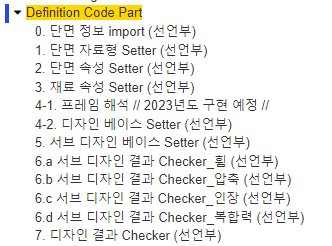 Definition Code Part
0. 단면 정보 import (선언부)
1. 단면 자료형 Setter (선언부)
2. 단면 속성 Setter (선언부)
3. 재료 속성 Setter (선언부)
4-1. 프레임 해석 // 2023년도 구현 예정 //
4-2. 디자인 베이스 Setter (선언부)
5. 서브 디자인 베이스 Setter (선언부)
6.a 서브 디자인 결과 Checker_휨 (선언부)
6.b 서브 디자인 결과 Checker_압축 (선언부)
6.c 서브 디자인 결과 Checker_인장 (선언부)
6.d 서브 디자인 결과 Checker_복합력 (선언부)
7. 디자인 결과 Checker (선언부)